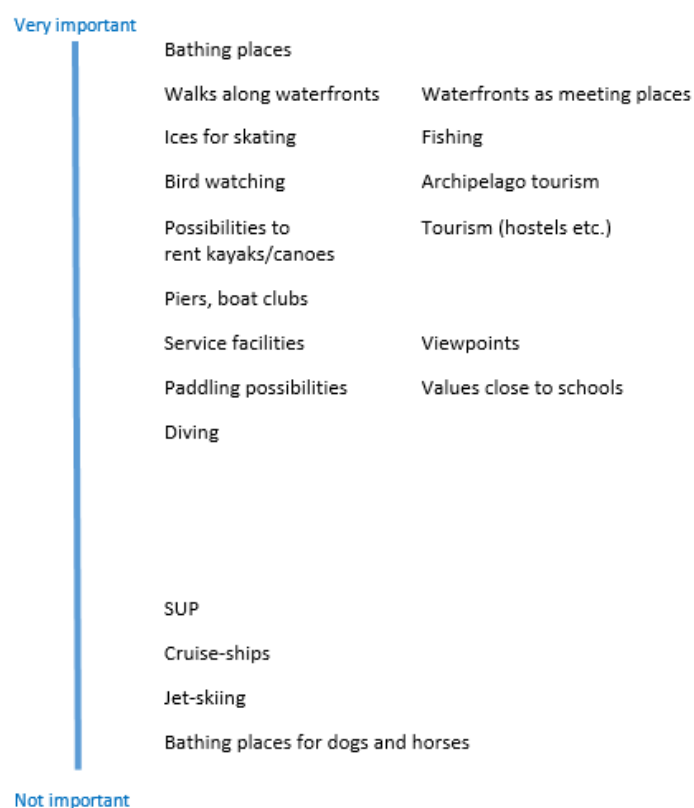 Very important
Bathing places
Walks along waterfronts Waterfronts as meeting places
Ices for skating Fishing
Bird watching Archipelago tourism
Possibilities to Tourism (hostels etc.)
rent kayaks/canoes
Piers, boat clubs
Service facilities Viewpoints
Paddling possibilities Values close to schools
Diving
SUP
Cruise-ships
Jet-skiing
Bathing places for dogs and horses
Not important